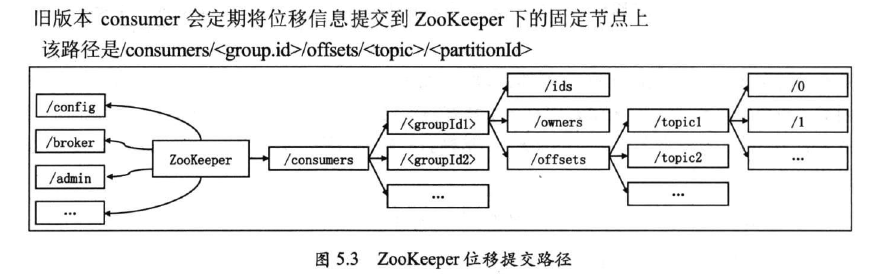 旧版本 consumer 会定期将位移信息提交到 ZooKeeper 下的固定节点上
该路径是/consumers/<group.id>/offsets/<topic>/<partitionId>
/config
/broker
/admin
…
ZooKeeper
/consumers
/<groupId1>
/<groupId2>
…
/ids
/owners
/offsets
/topic1
/topic2
…
/0
/1
…
图 5.3 ZooKeeper 位移提交路径